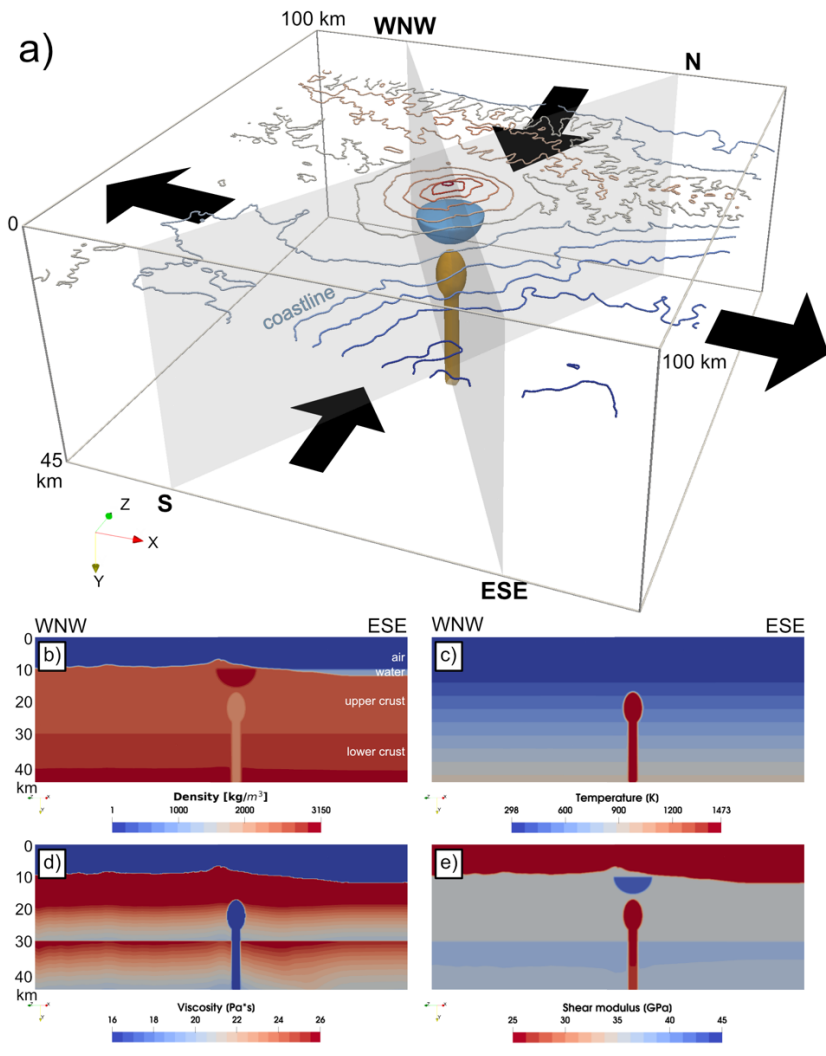 a)
100 km
WNW
N
0
coastline
100 km
45
km
S
Z
X
Y
ESE
WNW ESE
b)
0
10
20
30
40
km
air
water
upper crust
lower crust
Density [kg/m³]
1 1000 2000 3150
WNW ESE
c)
Temperature (K)
298 600 900 1200 1473
d)
0
10
20
30
40
km
Viscosity (Pa*s)
16 18 20 22 24 26
e)
Shear modulus (GPa)
25 30 35 40 45